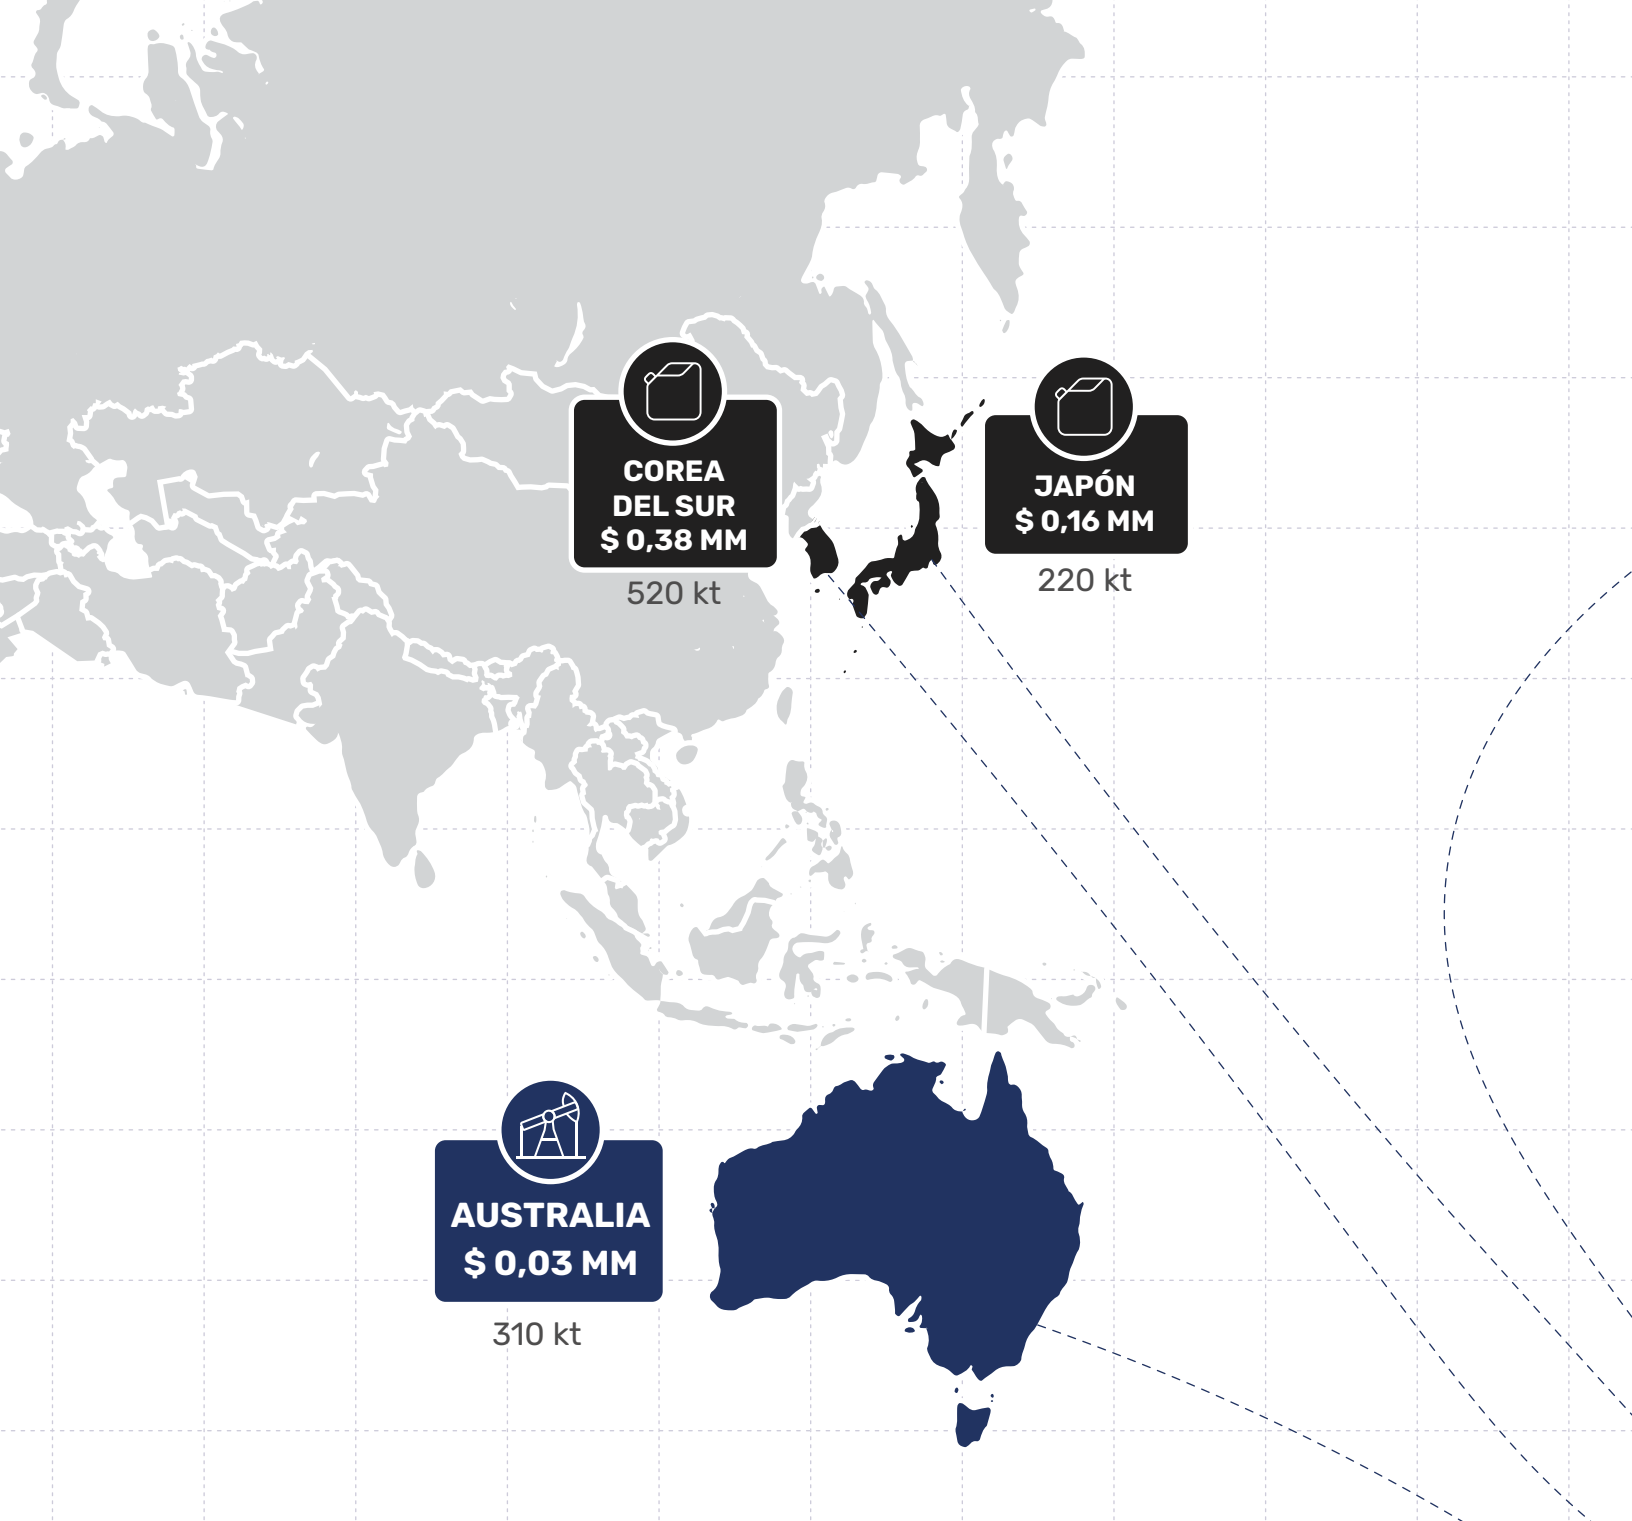 COREA
DEL SUR
$ 0,38 MM
520 kt
JAPÓN
$ 0,16 MM
220 kt
AUSTRALIA
$ 0,03 MM
310 kt